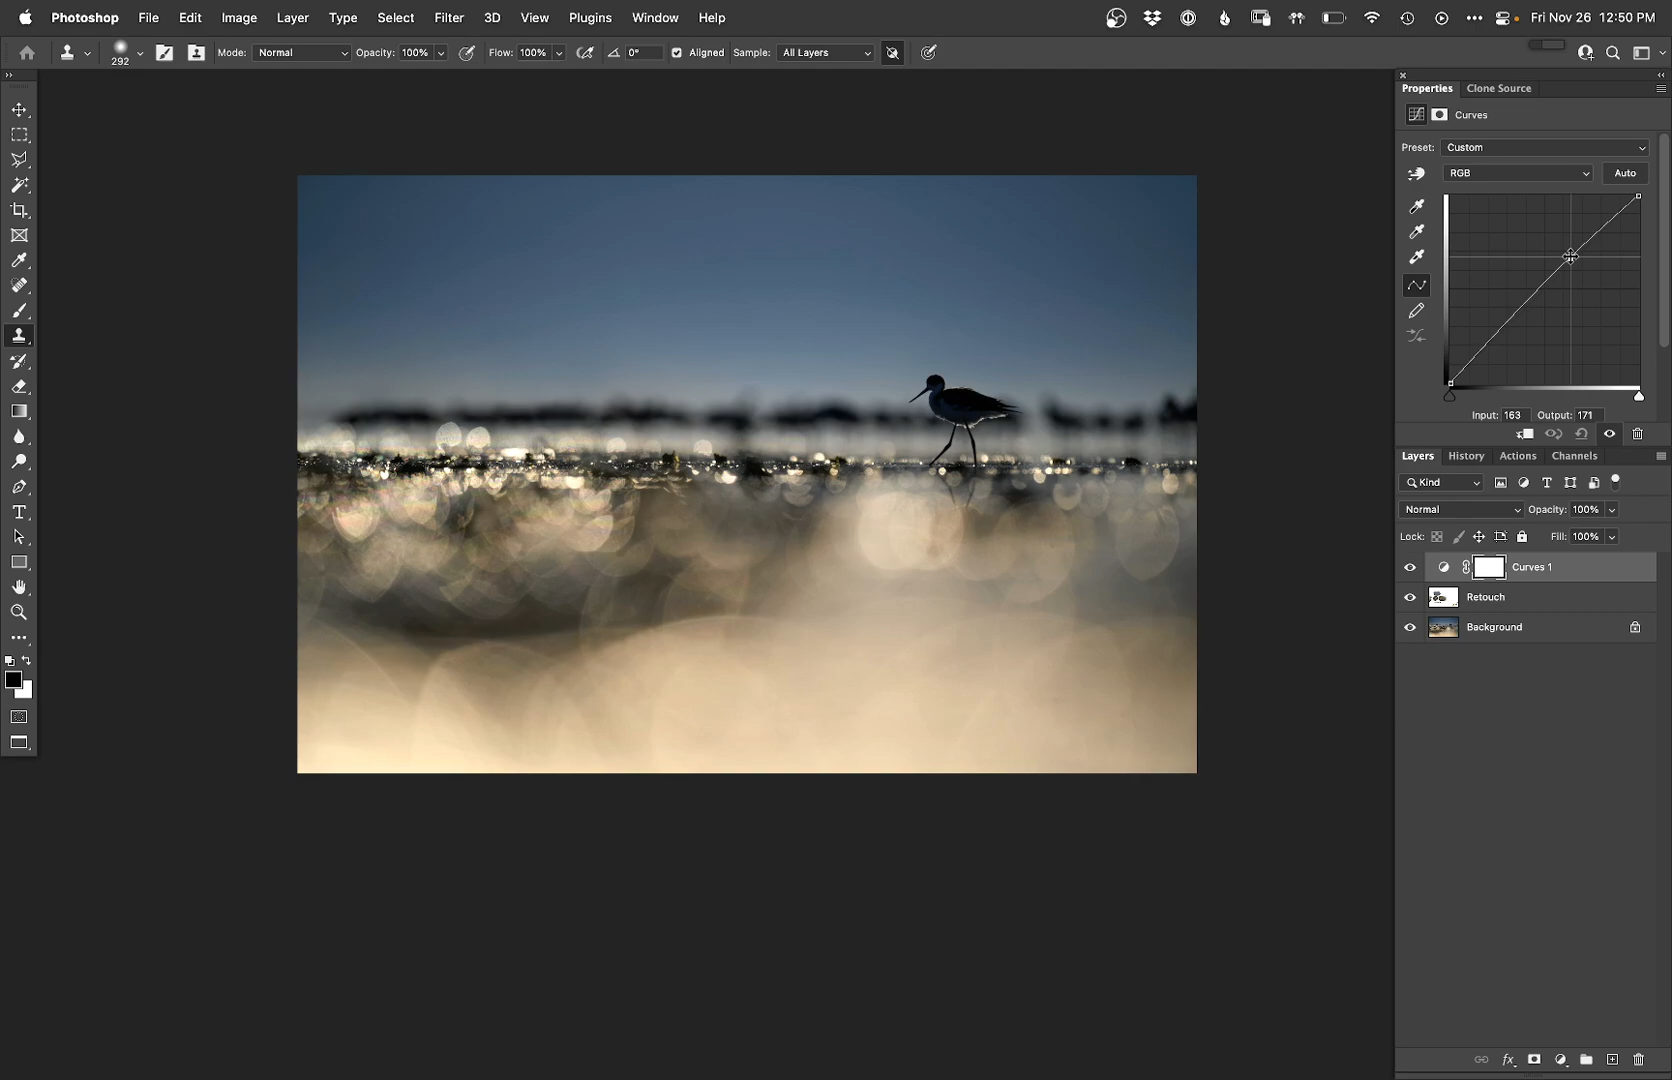 Photoshop File Edit Image Layer Type Select Filter 3D View Plugins Window Help Fri Nov 26 12:50 PM
292 Mode: Normal Opacity: 100% Flow: 100% 0° Aligned Sample: All Layers
Properties Clone Source
Curves
Preset: Custom
RGB Auto
Input: 163 Output: 171
Layers History Actions Channels
Kind
Normal Opacity: 100%
Lock: Fill: 100%
Curves 1
Retouch
Background
fx